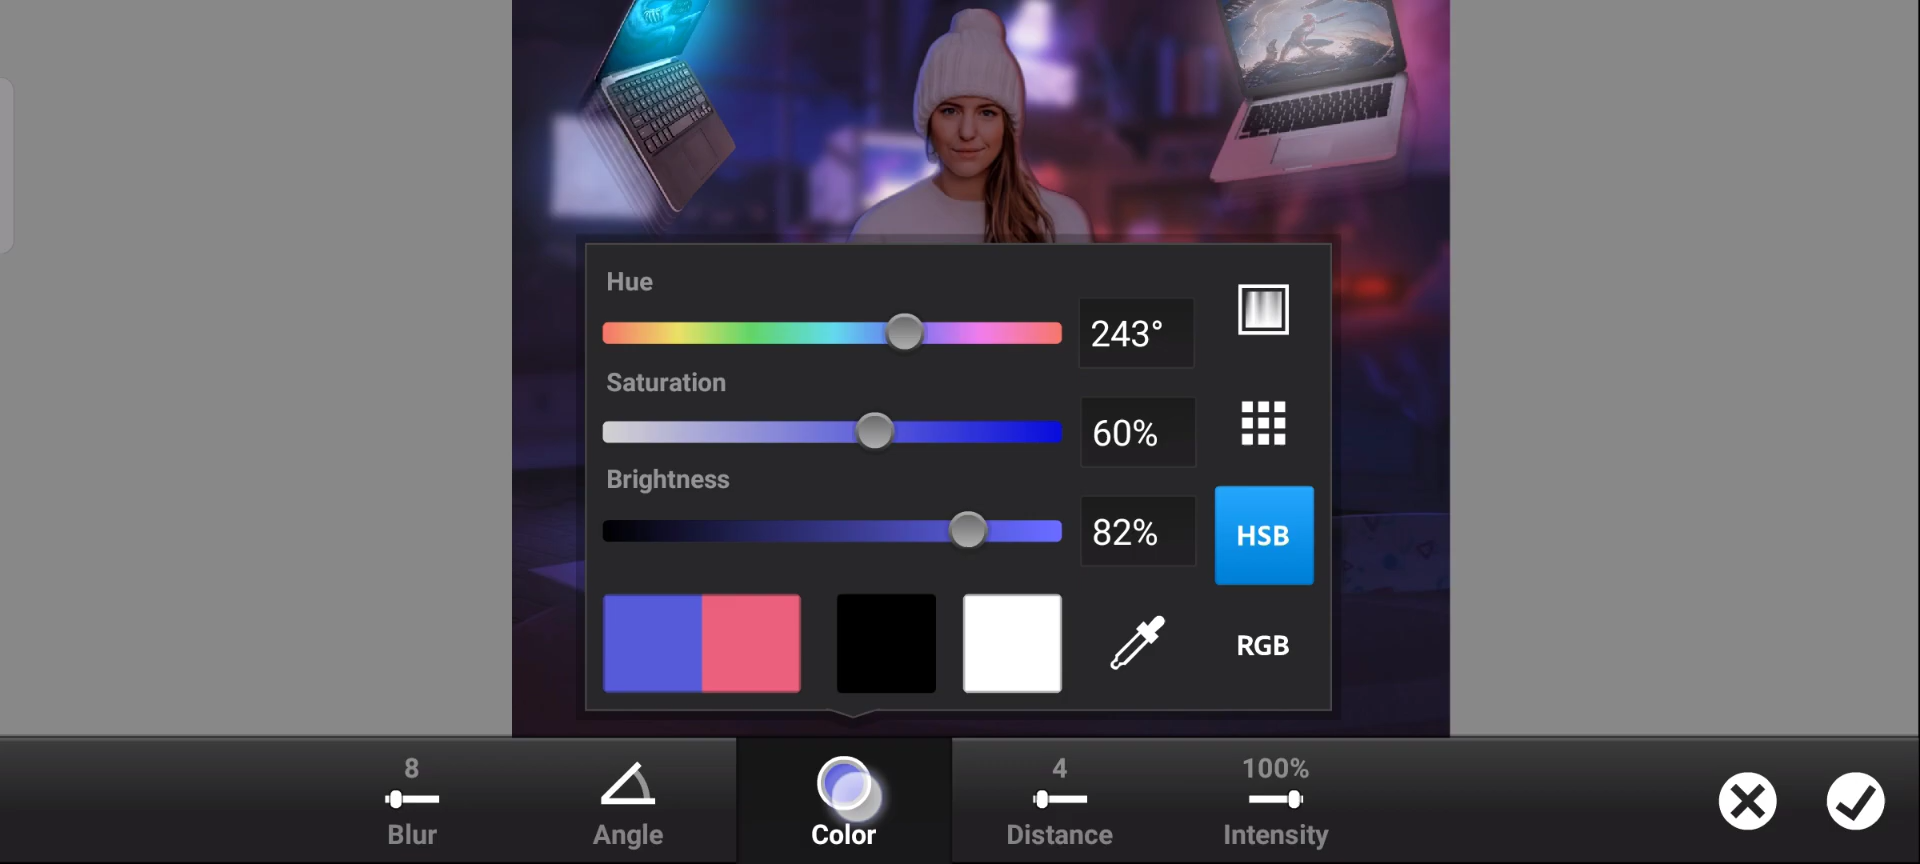 Hue
243°
Saturation
60%
Brightness
82%
HSB
RGB
8
Blur
Angle
Color
4
Distance
100%
Intensity